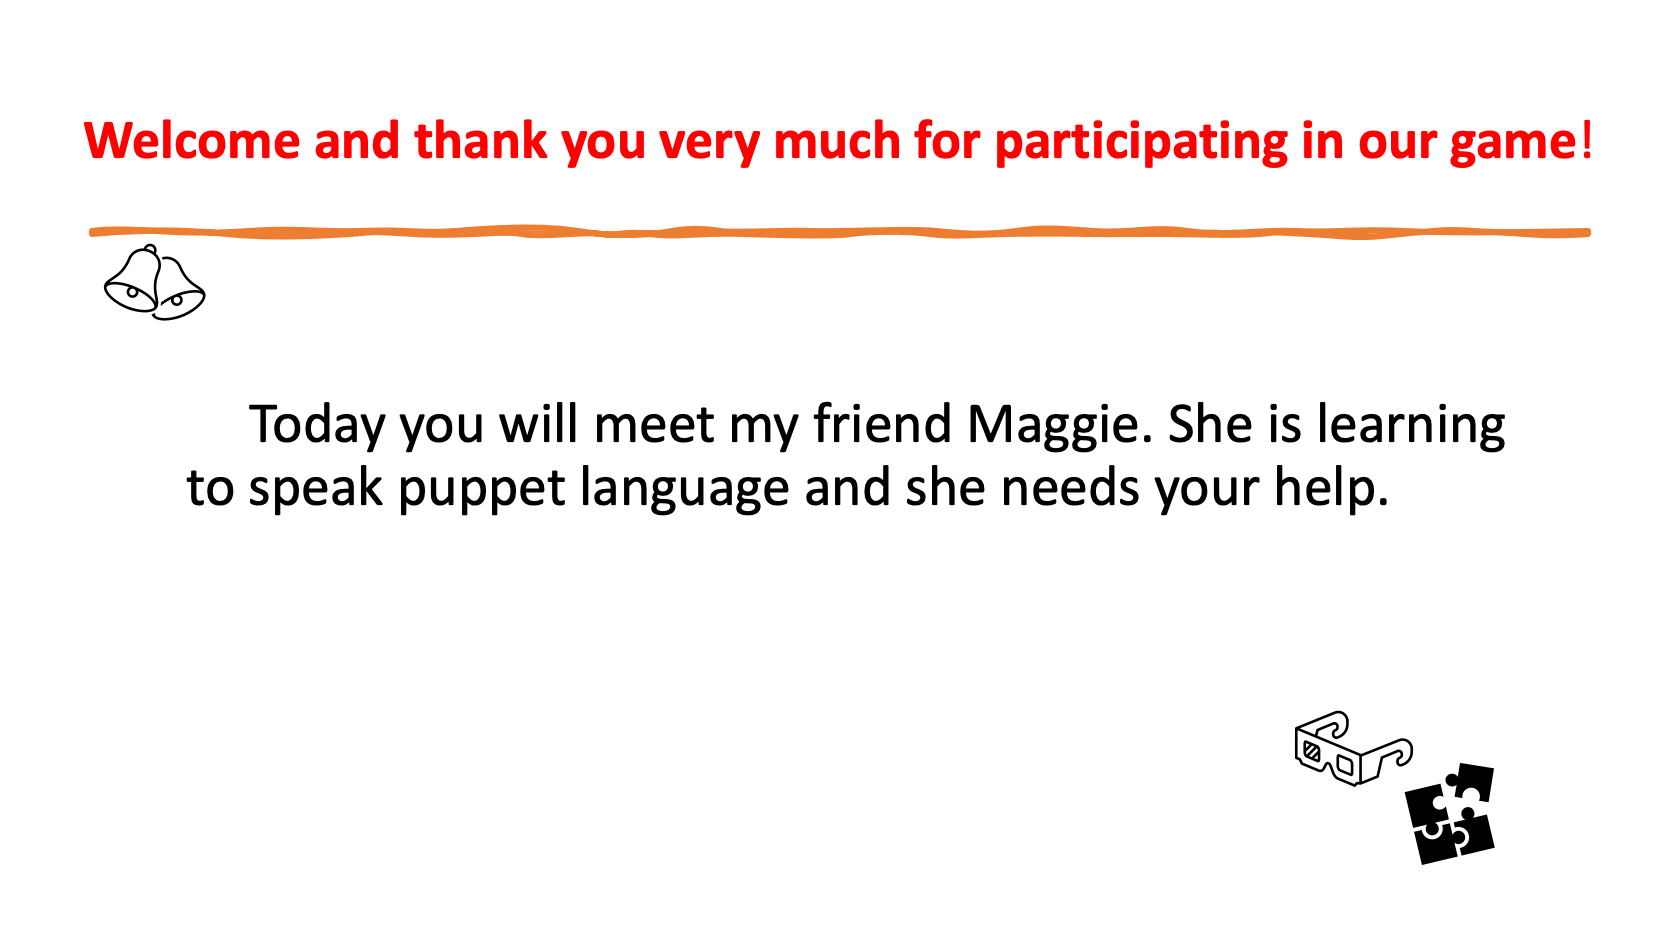 Welcome and thank you very much for participating in our game!
Today you will meet my friend Maggie. She is learning
to speak puppet language and she needs your help.